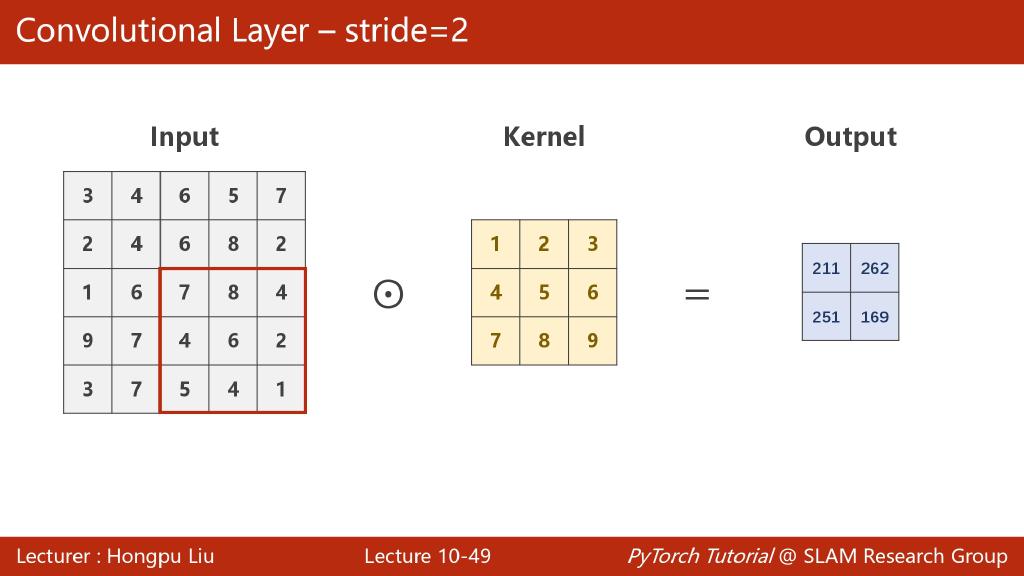 Convolutional Layer – stride=2
Input
Kernel
Output
3 4 6 5 7
2 4 6 8 2
1 6 7 8 4
9 7 4 6 2
3 7 5 4 1
⊙
1 2 3
4 5 6
7 8 9
=
211 262
251 169
Lecturer : Hongpu Liu
Lecture 10-49
PyTorch Tutorial @ SLAM Research Group